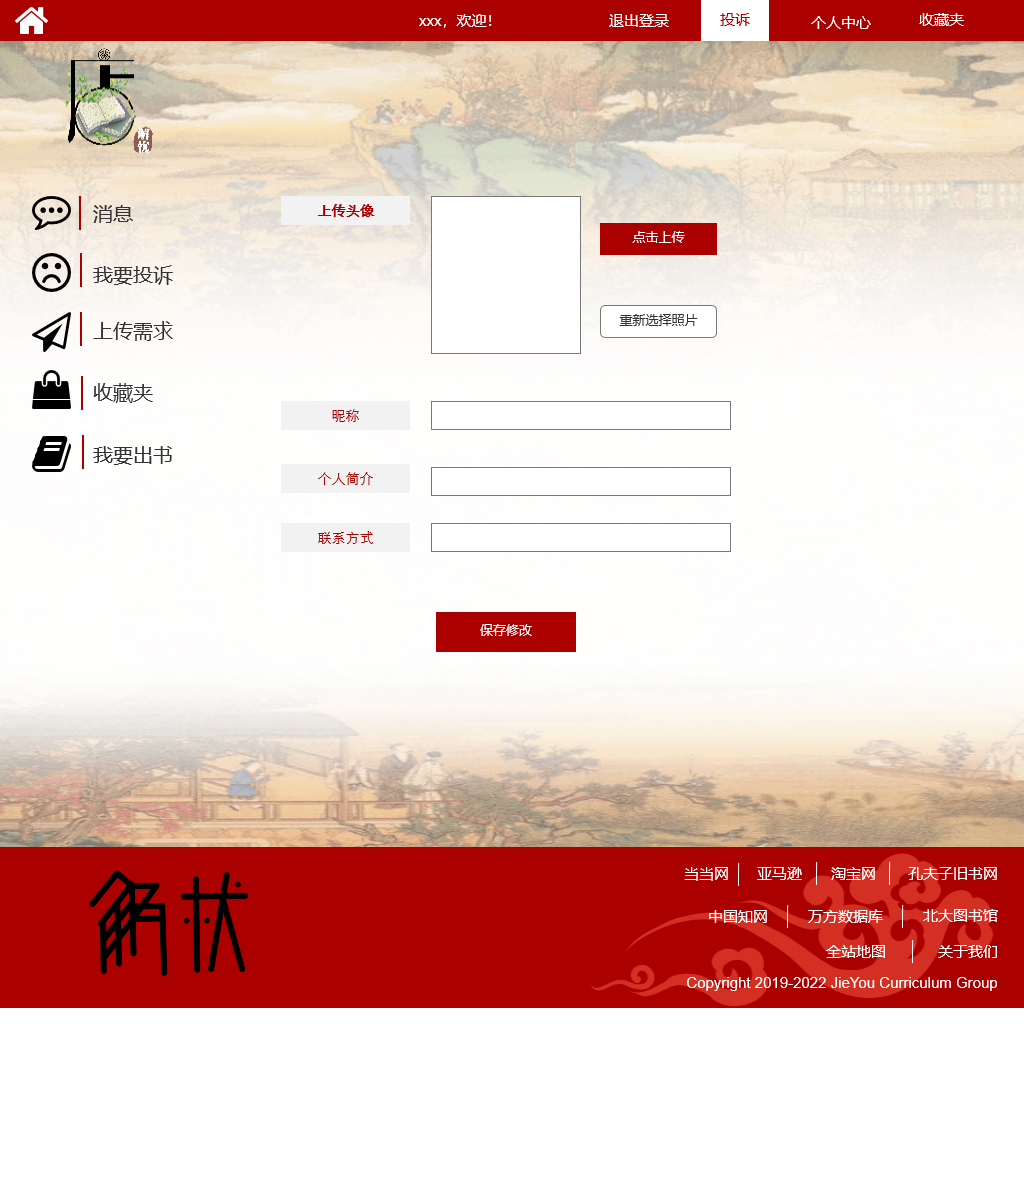 xxx，欢迎！ 退出登录 投诉 个人中心 收藏夹
解忧
消息
我要投诉
上传需求
收藏夹
我要出书
上传头像
点击上传
重新选择照片
昵称
个人简介
联系方式
保存修改
当当网 亚马逊 淘宝网 孔夫子旧书网
中国知网 万方数据库 北大图书馆
全站地图 关于我们
Copyright 2019-2022 JieYou Curriculum Group